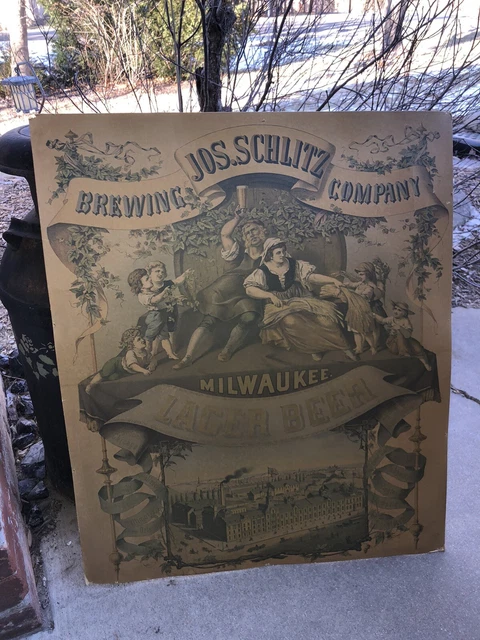 JOS. SCHLITZ
BREWING COMPANY
MILWAUKEE
LAGER BEER